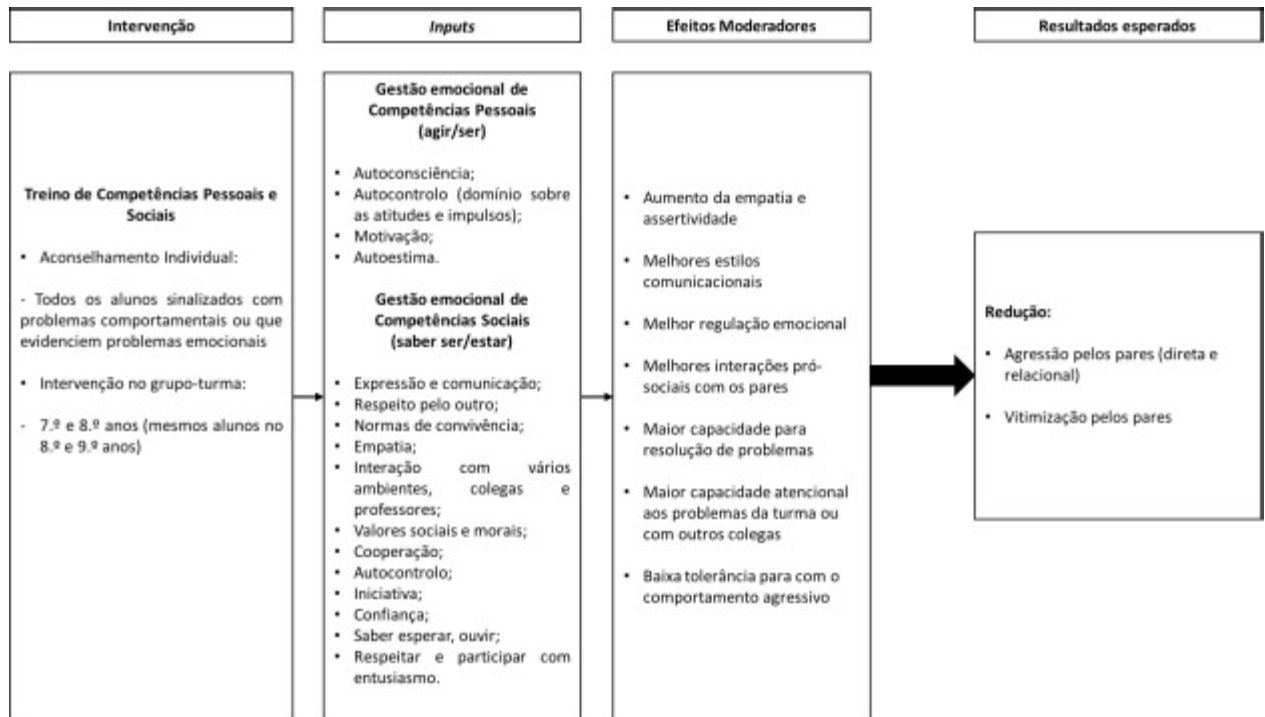 Intervenção
Inputs
Efeitos Moderadores
Resultados esperados
Treino de Competências Pessoais e
Sociais
• Aconselhamento Individual:
- Todos os alunos sinalizados com
problemas comportamentais ou que
evidenciem problemas emocionais
• Intervenção no grupo-turma:
- 7.º e 8.º anos (mesmos alunos no
8.º e 9.º anos)
Gestão emocional de
Competências Pessoais
(agir/ser)
• Autoconsciência;
• Autocontrolo (domínio sobre
as atitudes e impulsos);
• Motivação;
• Autoestima.
Gestão emocional de
Competências Sociais
(saber ser/estar)
• Expressão e comunicação;
• Respeito pelo outro;
• Normas de convivência;
• Empatia;
• Interação com vários
ambientes, colegas e
professores;
• Valores sociais e morais;
• Cooperação;
• Autocontrolo;
• Iniciativa;
• Confiança;
• Saber esperar, ouvir;
• Respeitar e participar com
entusiasmo.
• Aumento da empatia e
assertividade
• Melhores estilos
comunicacionais
• Melhor regulação emocional
• Melhores interações pró-
sociais com os pares
• Maior capacidade para
resolução de problemas
• Maior capacidade atencional
aos problemas da turma ou
com outros colegas
• Baixa tolerância para com o
comportamento agressivo
Redução:
• Agressão pelos pares (direta e
relacional)
• Vitimização pelos pares